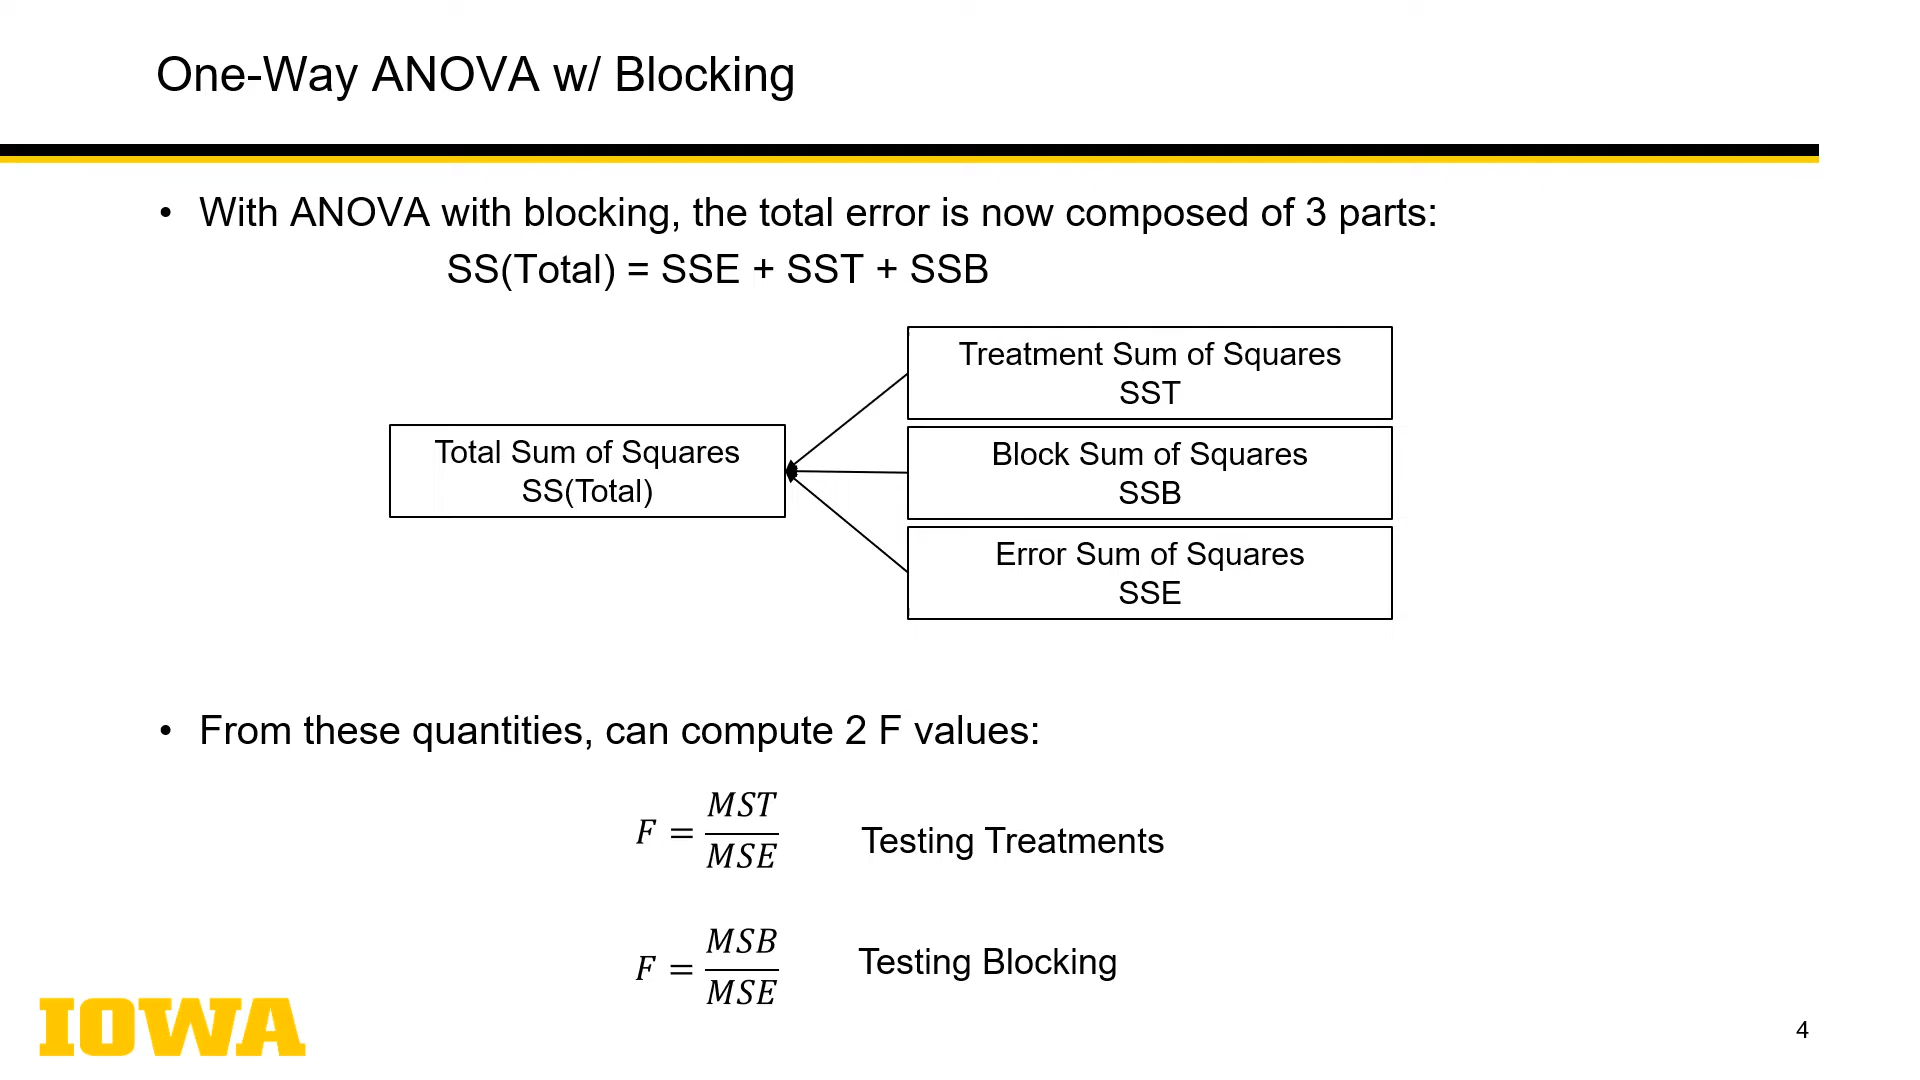 One-Way ANOVA w/ Blocking
• With ANOVA with blocking, the total error is now composed of 3 parts:
SS(Total) = SSE + SST + SSB
Treatment Sum of Squares
SST
Total Sum of Squares
SS(Total)
Block Sum of Squares
SSB
Error Sum of Squares
SSE
• From these quantities, can compute 2 F values:
F = MST / MSE Testing Treatments
F = MSB / MSE Testing Blocking
IOWA
4